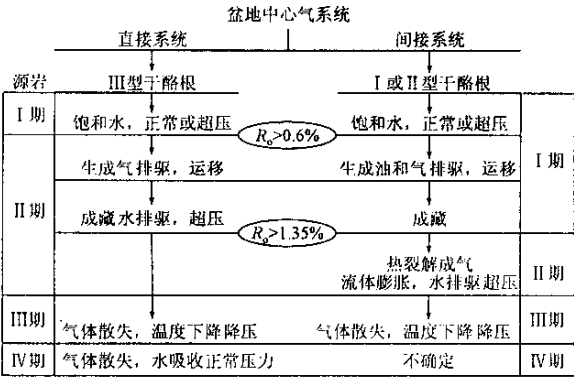 盆地中心气系统
直接系统
间接系统
源岩
III型干酪根
I或II型干酪根
I期
饱和水，正常或超压
Ro>0.6%
饱和水，正常或超压
I期
生成气排驱，运移
生成油和气排驱，运移
II期
成藏水排驱，超压
Ro>1.35%
成藏
热裂解成气
流体膨胀，水排驱超压
II期
III期
气体散失，温度下降降压
气体散失，温度下降降压
III期
IV期
气体散失，水吸收正常压力
不确定
IV期